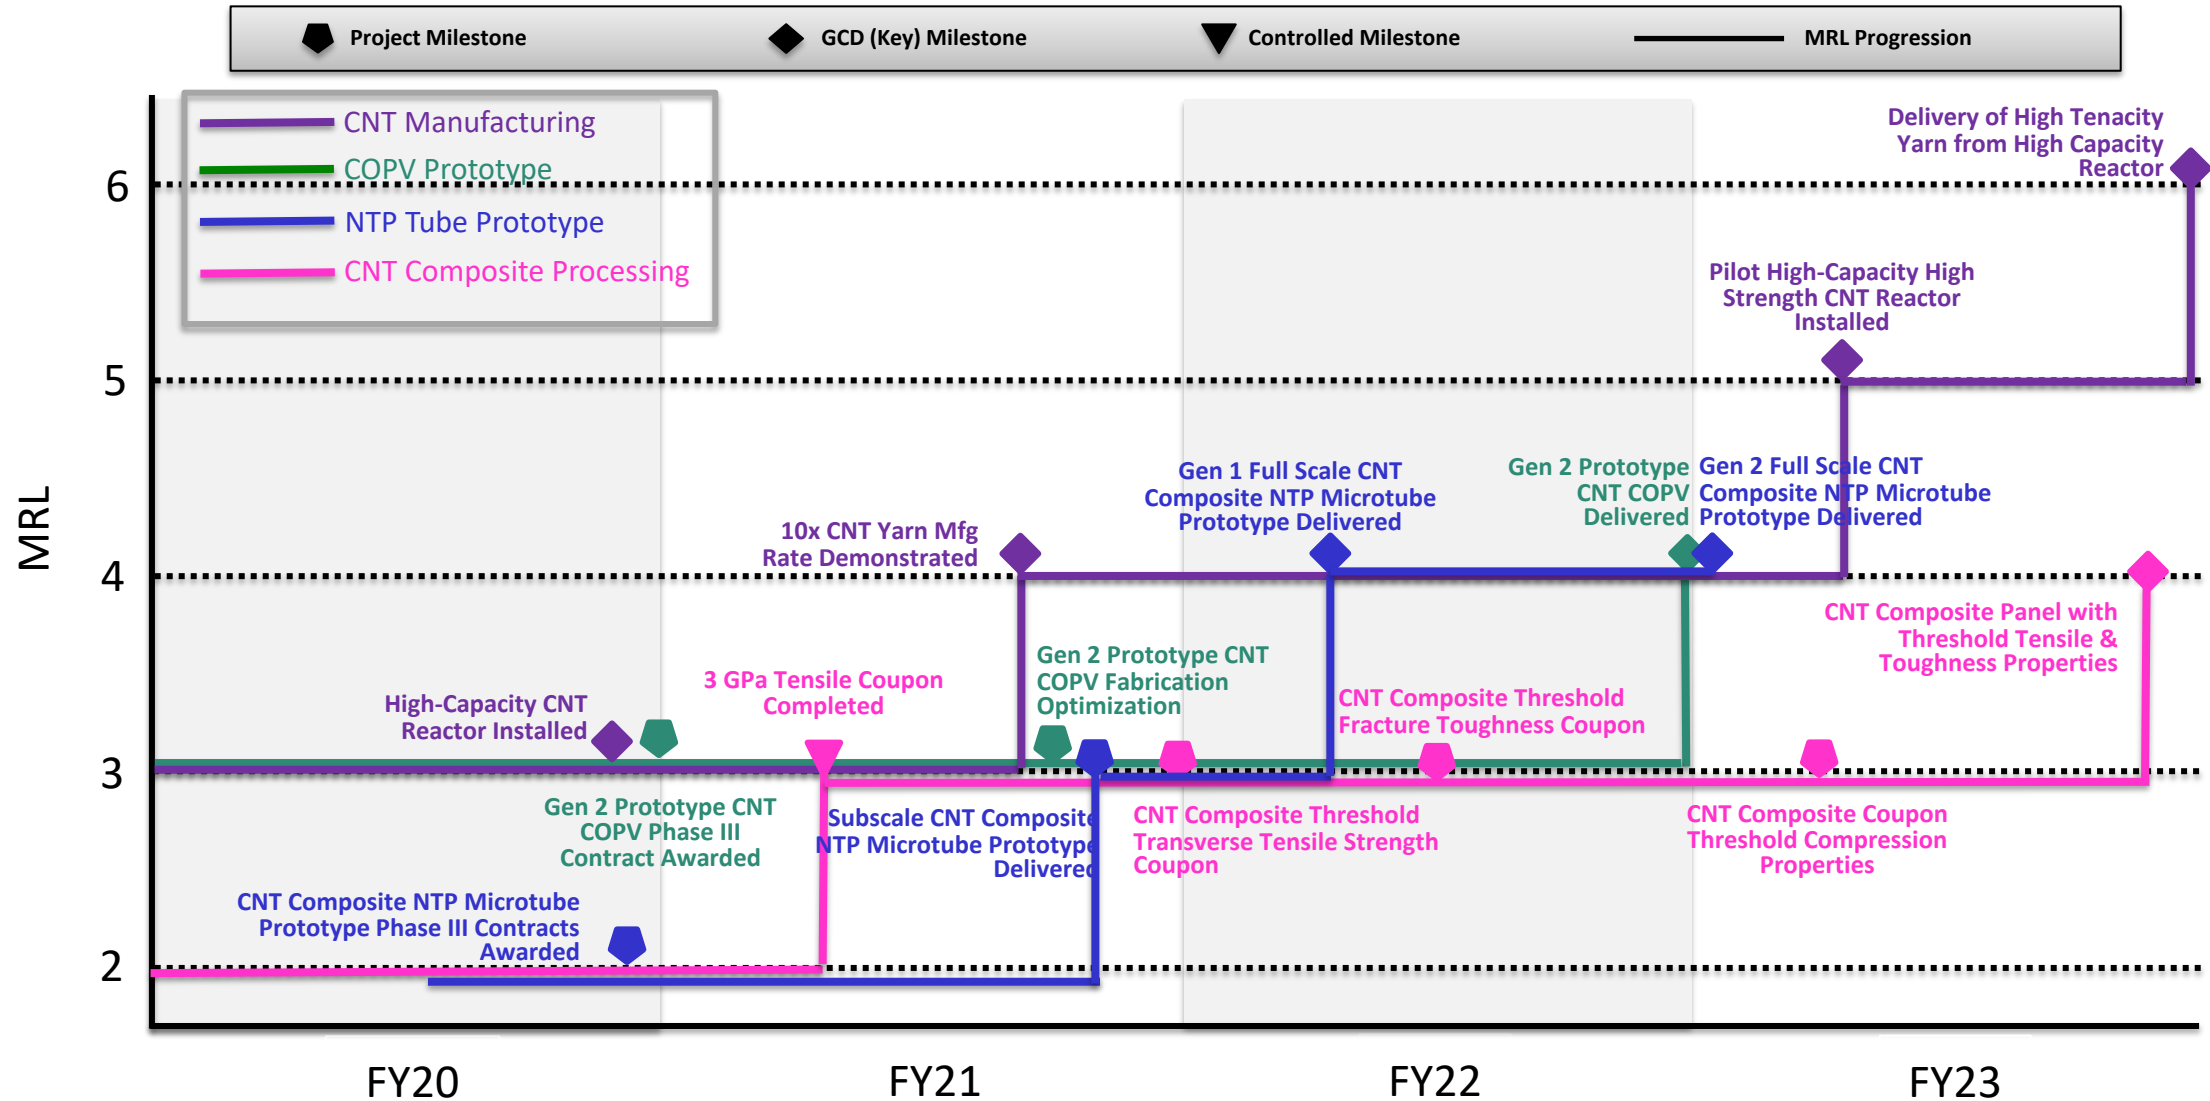 Project Milestone
GCD (Key) Milestone
Controlled Milestone
MRL Progression
CNT Manufacturing
COPV Prototype
NTP Tube Prototype
CNT Composite Processing
MRL
6
5
4
3
2
Delivery of High Tenacity
Yarn from High Capacity
Reactor
Pilot High-Capacity High
Strength CNT Reactor
Installed
Gen 1 Full Scale CNT
Composite NTP Microtube
Prototype Delivered
Gen 2 Prototype
CNT COPV
Delivered
Gen 2 Full Scale CNT
Composite NTP Microtube
Prototype Delivered
10x CNT Yarn Mfg
Rate Demonstrated
CNT Composite Panel with
Threshold Tensile &
Toughness Properties
Gen 2 Prototype CNT
COPV Fabrication
Optimization
3 GPa Tensile Coupon
Completed
CNT Composite Threshold
Fracture Toughness Coupon
High-Capacity CNT
Reactor Installed
Gen 2 Prototype CNT
COPV Phase III
Contract Awarded
Subscale CNT Composite
NTP Microtube Prototype
Delivered
CNT Composite Threshold
Transverse Tensile Strength
Coupon
CNT Composite Coupon
Threshold Compression
Properties
CNT Composite NTP Microtube
Prototype Phase III Contracts
Awarded
FY20
FY21
FY22
FY23